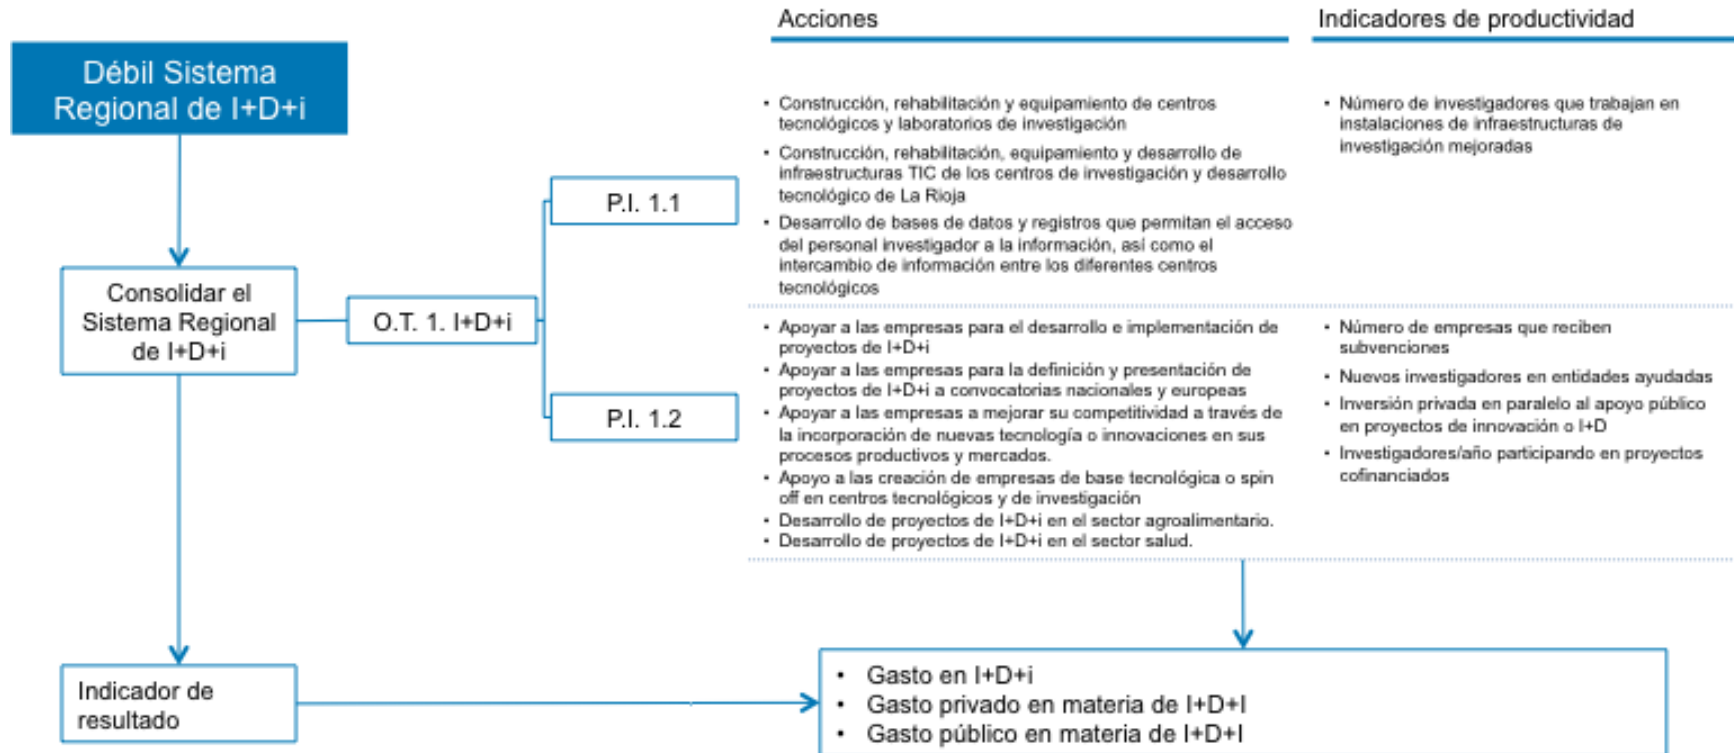 Acciones
Indicadores de productividad
Débil Sistema
Regional de I+D+i
• Construcción, rehabilitación y equipamiento de centros
tecnológicos y laboratorios de investigación
• Construcción, rehabilitación, equipamiento y desarrollo de
infraestructuras TIC de los centros de investigación y desarrollo
tecnológico de La Rioja
• Desarrollo de bases de datos y registros que permitan el acceso
del personal investigador a la información, así como el
intercambio de información entre los diferentes centros
tecnológicos
• Número de investigadores que trabajan en
instalaciones de infraestructuras de
investigación mejoradas
P.I. 1.1
Consolidar el
Sistema Regional
de I+D+i
O.T. 1. I+D+i
P.I. 1.2
• Apoyar a las empresas para el desarrollo e implementación de
proyectos de I+D+i
• Apoyar a las empresas para la definición y presentación de
proyectos de I+D+i a convocatorias nacionales y europeas
• Apoyar a las empresas a mejorar su competitividad a través de
la incorporación de nuevas tecnología o innovaciones en sus
procesos productivos y mercados.
• Apoyo a las creación de empresas de base tecnológica o spin
off en centros tecnológicos y de investigación
• Desarrollo de proyectos de I+D+i en el sector agroalimentario.
• Desarrollo de proyectos de I+D+i en el sector salud.
• Número de empresas que reciben
subvenciones
• Nuevos investigadores en entidades ayudadas
• Inversión privada en paralelo al apoyo público
en proyectos de innovación o I+D
• Investigadores/año participando en proyectos
cofinanciados
Indicador de
resultado
• Gasto en I+D+i
• Gasto privado en materia de I+D+I
• Gasto público en materia de I+D+I